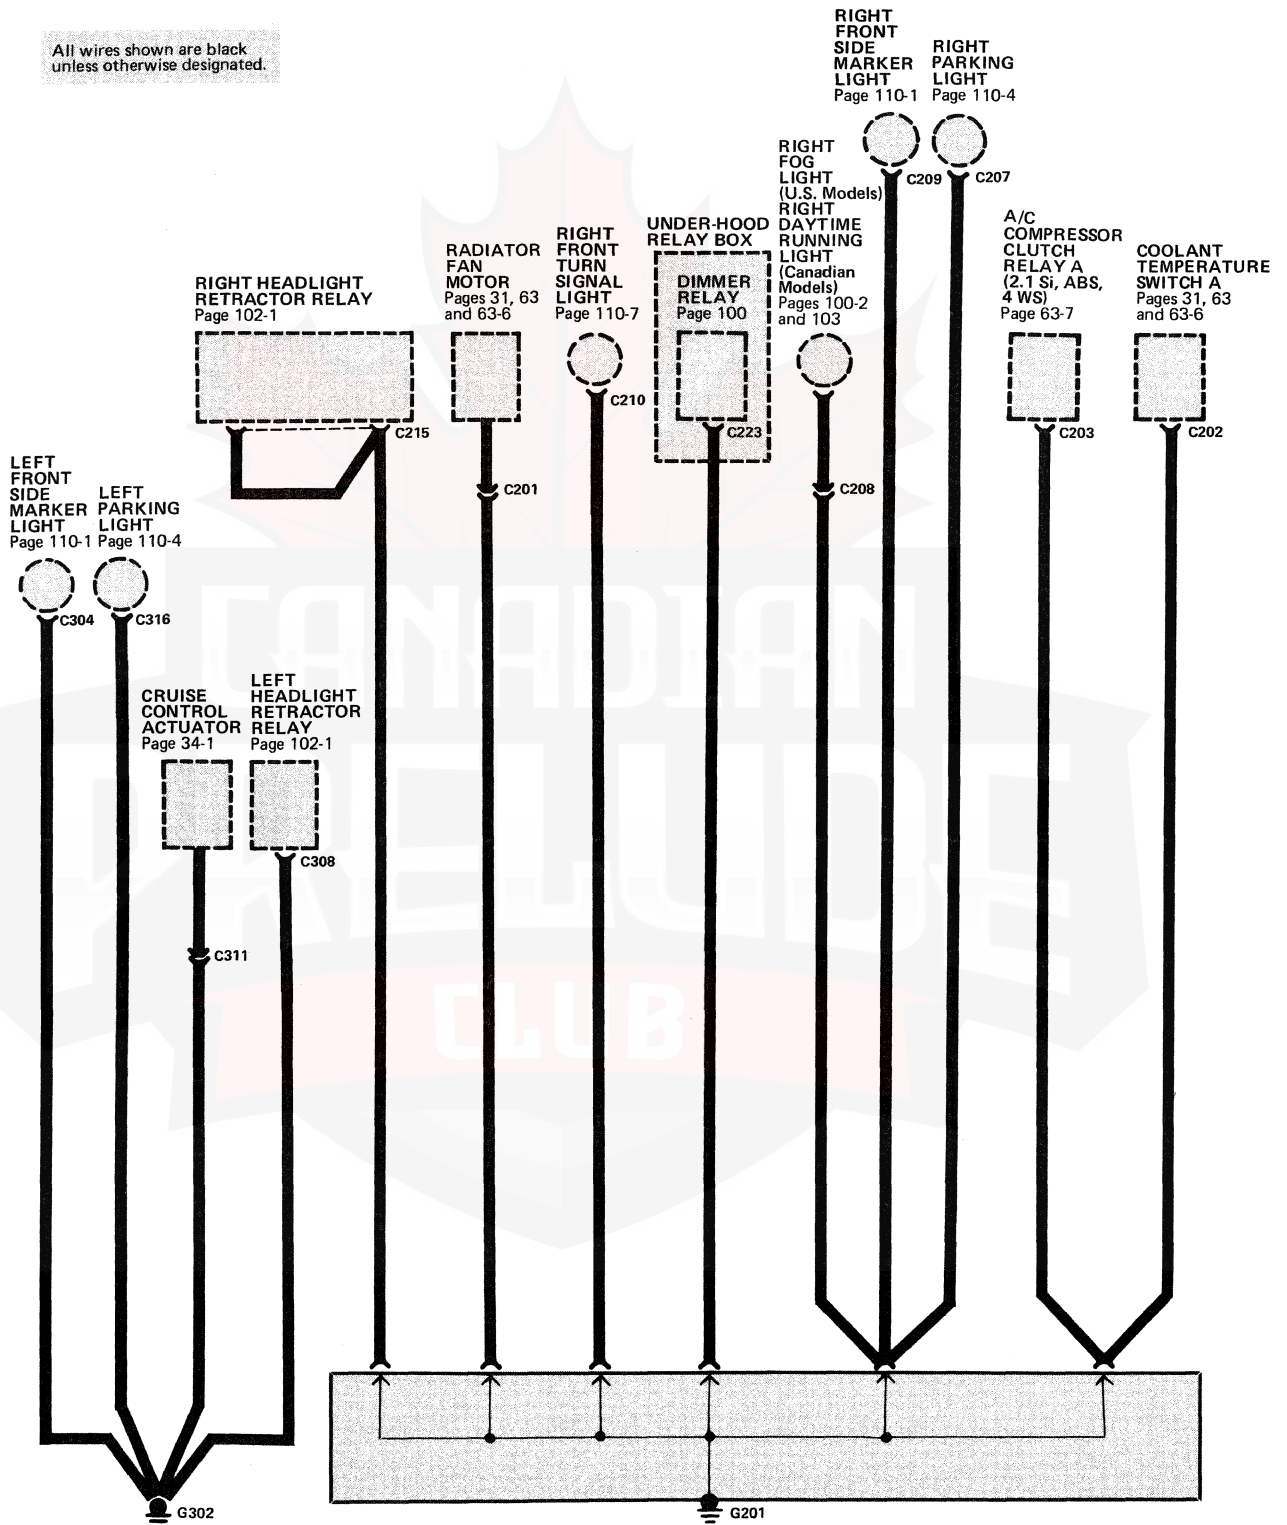 All wires shown are black
unless otherwise designated.
RIGHT
FRONT
SIDE
MARKER
LIGHT
Page 110-1
RIGHT
PARKING
LIGHT
Page 110-4
C209
C207
RIGHT
FOG
LIGHT
(U.S. Models)
RIGHT
DAYTIME
RUNNING
LIGHT
(Canadian
Models)
Pages 100-2
and 103
A/C
COMPRESSOR
CLUTCH
RELAY A
(2.1 Si, ABS,
4 WS)
Page 63-7
COOLANT
TEMPERATURE
SWITCH A
Pages 31, 63
and 63-6
UNDER-HOOD
RELAY BOX
DIMMER
RELAY
Page 100
RIGHT
FRONT
TURN
SIGNAL
LIGHT
Page 110-7
RADIATOR
FAN
MOTOR
Pages 31, 63
and 63-6
RIGHT HEADLIGHT
RETRACTOR RELAY
Page 102-1
C215
C201
C210
C223
C208
C203
C202
LEFT
FRONT
SIDE
MARKER
LIGHT
Page 110-1
LEFT
PARKING
LIGHT
Page 110-4
C304
C316
CRUISE
CONTROL
ACTUATOR
Page 34-1
LEFT
HEADLIGHT
RETRACTOR
RELAY
Page 102-1
C308
C311
CANADIAN
PRELUDE
CLUB
G302
G201